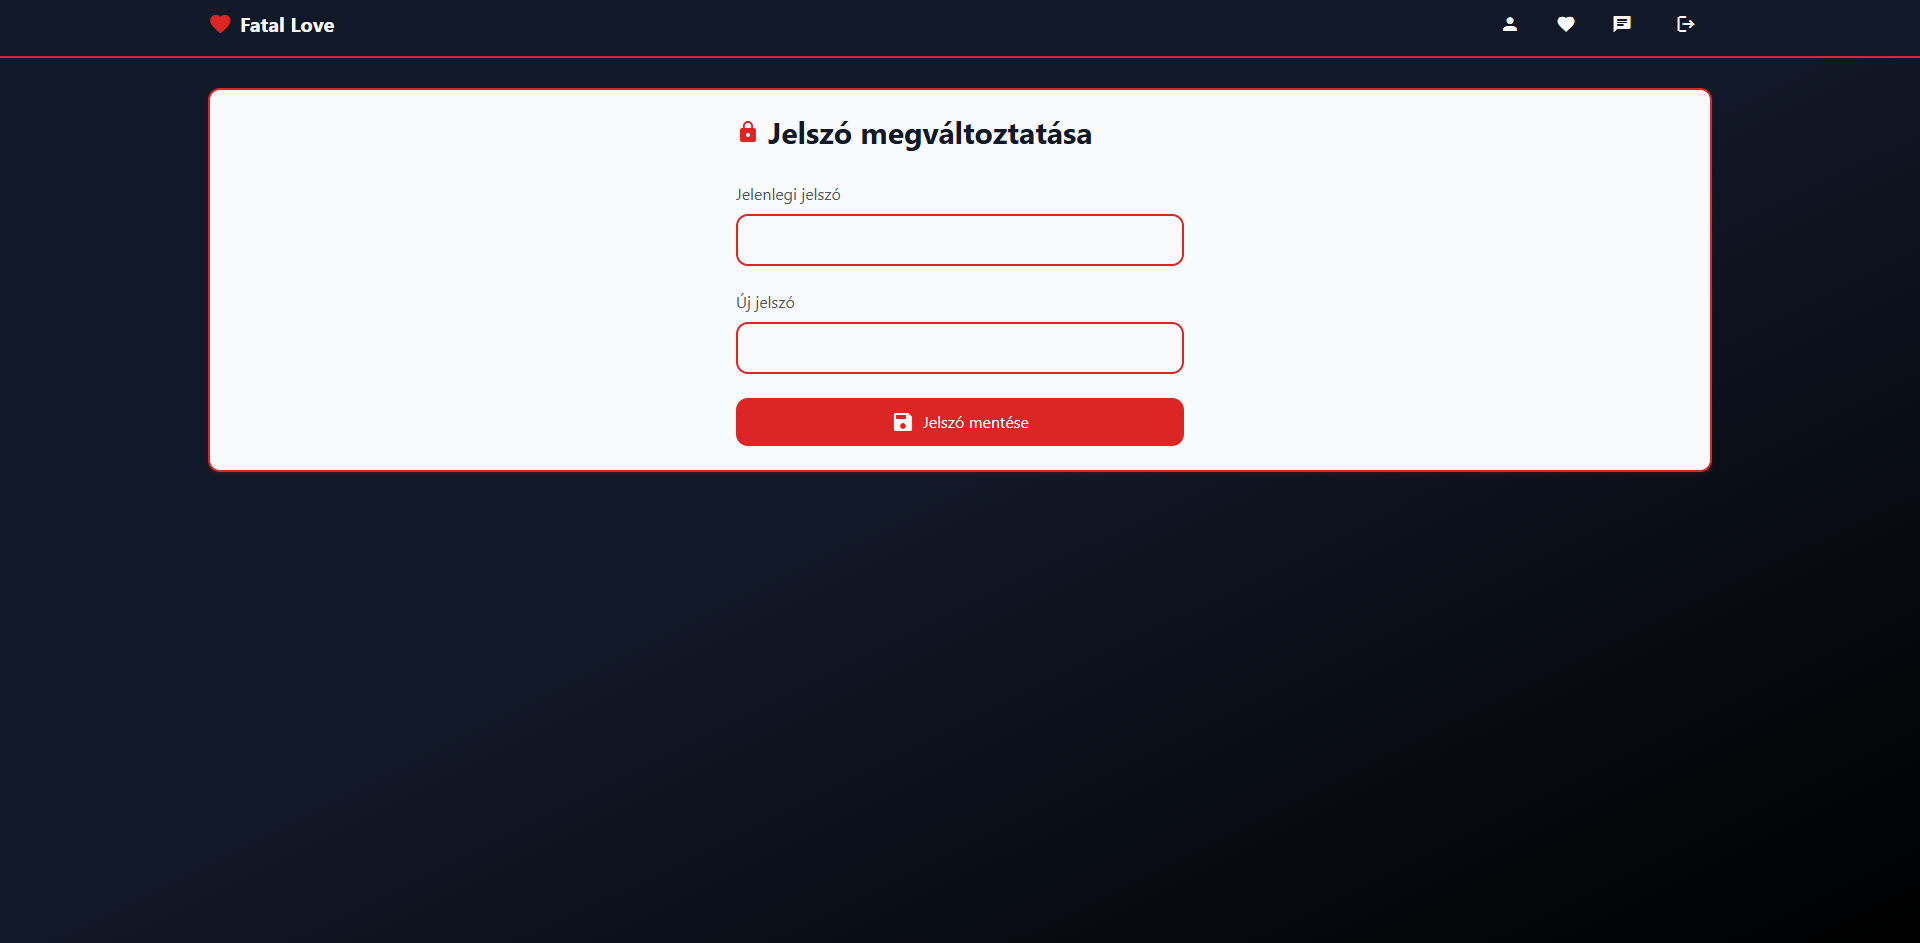 Fatal Love
Jelszó megváltoztatása
Jelenlegi jelszó
Új jelszó
Jelszó mentése